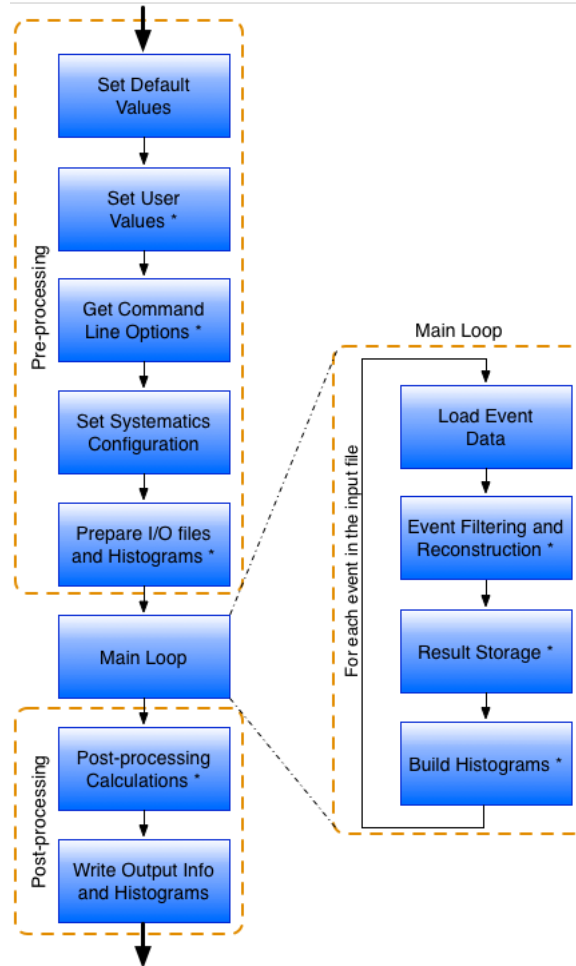 Pre-processing
Set Default
Values
Set User
Values *
Get Command
Line Options *
Set Systematics
Configuration
Prepare I/O files
and Histograms *
Main Loop
Post-processing
Post-processing
Calculations *
Write Output Info
and Histograms
Main Loop
For each event in the input file
Load Event
Data
Event Filtering and
Reconstruction *
Result Storage *
Build Histograms *